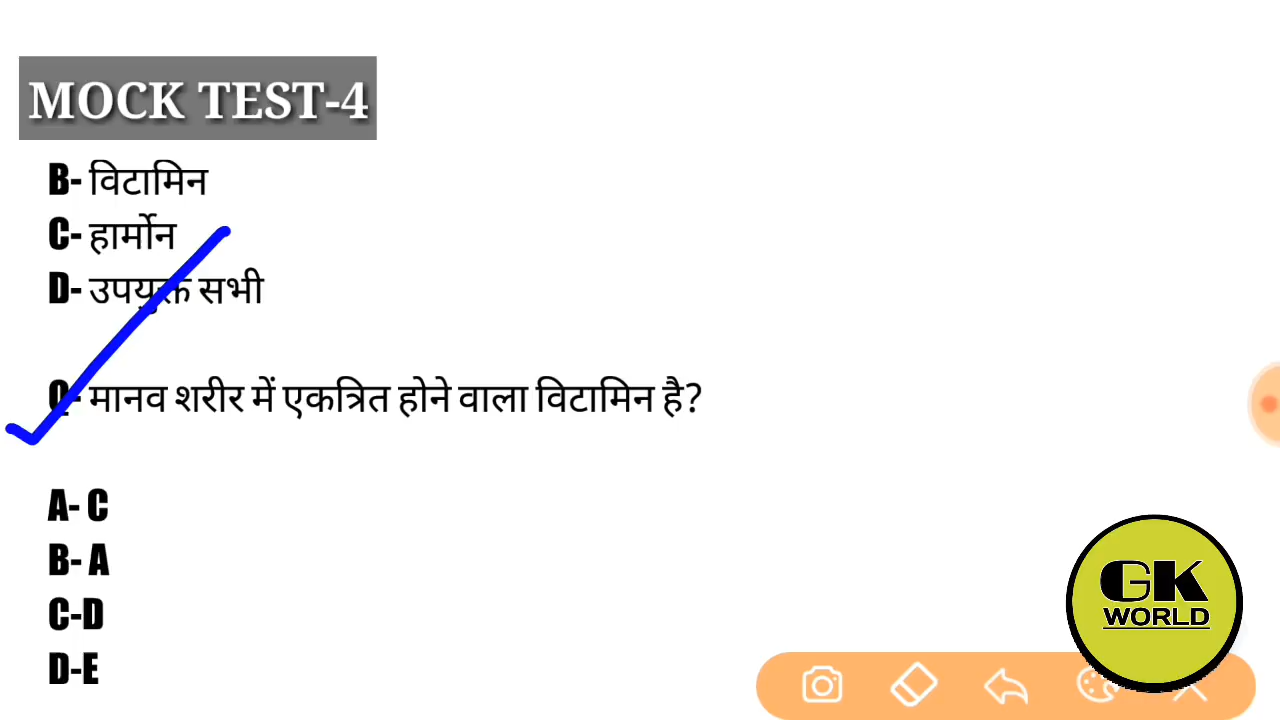 MOCK TEST-4
B- विटामिन
C- हार्मोन
D- उपयुक्त सभी
Q- मानव शरीर में एकत्रित होने वाला विटामिन है?
A- C
B- A
C-D
D-E
GK
WORLD